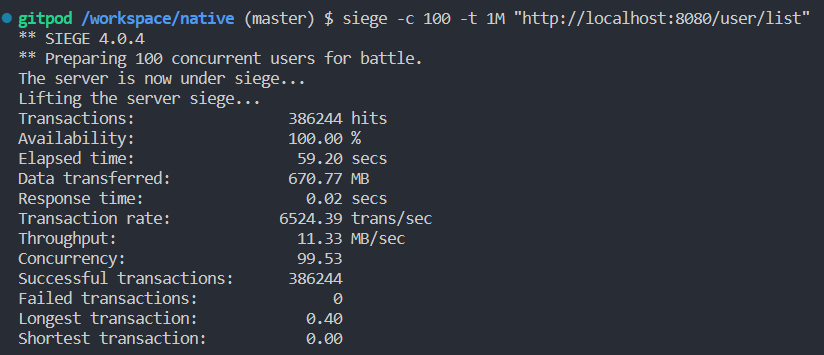 gitpod /workspace/native (master) $ siege -c 100 -t 1M "http://localhost:8080/user/list"
** SIEGE 4.0.4
** Preparing 100 concurrent users for battle.
The server is now under siege...
Lifting the server siege...
Transactions: 386244 hits
Availability: 100.00 %
Elapsed time: 59.20 secs
Data transferred: 670.77 MB
Response time: 0.02 secs
Transaction rate: 6524.39 trans/sec
Throughput: 11.33 MB/sec
Concurrency: 99.53
Successful transactions: 386244
Failed transactions: 0
Longest transaction: 0.40
Shortest transaction: 0.00